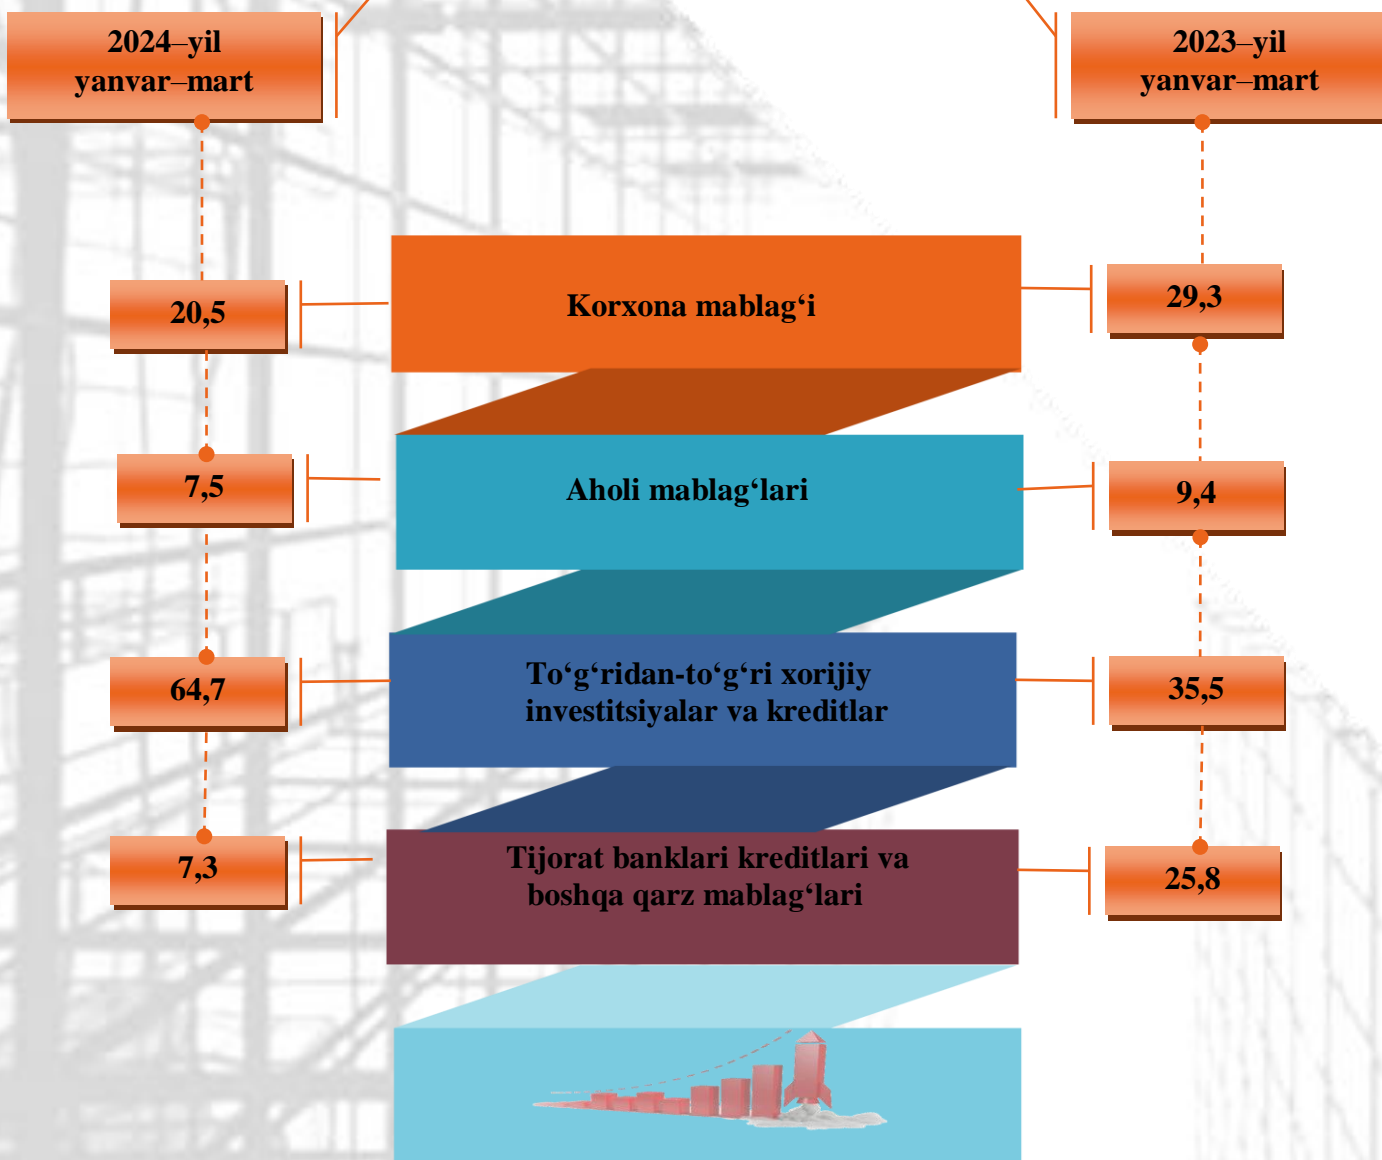 2024–yil
yanvar–mart
2023–yil
yanvar–mart
20,5
Korxona mablag‘i
29,3
7,5
Aholi mablag‘lari
9,4
64,7
To‘g‘ridan-to‘g‘ri xorijiy
investitsiyalar va kreditlar
35,5
7,3
Tijorat banklari kreditlari va
boshqa qarz mablag‘lari
25,8